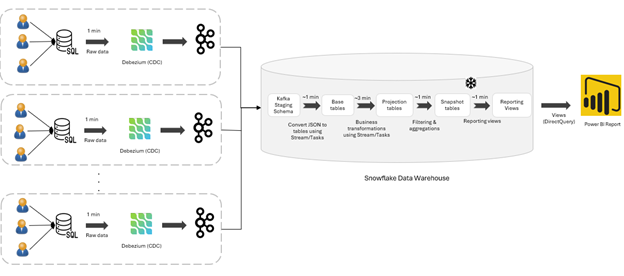 1 min
SQL
Raw data
Debezium (CDC)
1 min
SQL
Raw data
Debezium (CDC)
1 min
SQL
Raw data
Debezium (CDC)
Kafka
Staging
Schema
~1 min
Base
tables
~3 min
Projection
tables
~1 min
Snapshot
tables
~1 min
Reporting
Views
Convert JSON to
tables using
Stream/Tasks
Business
transformations
using
Stream/Tasks
Filtering &
aggregations
Reporting views
Snowflake Data Warehouse
Views
(DirectQuery)
Power BI Report